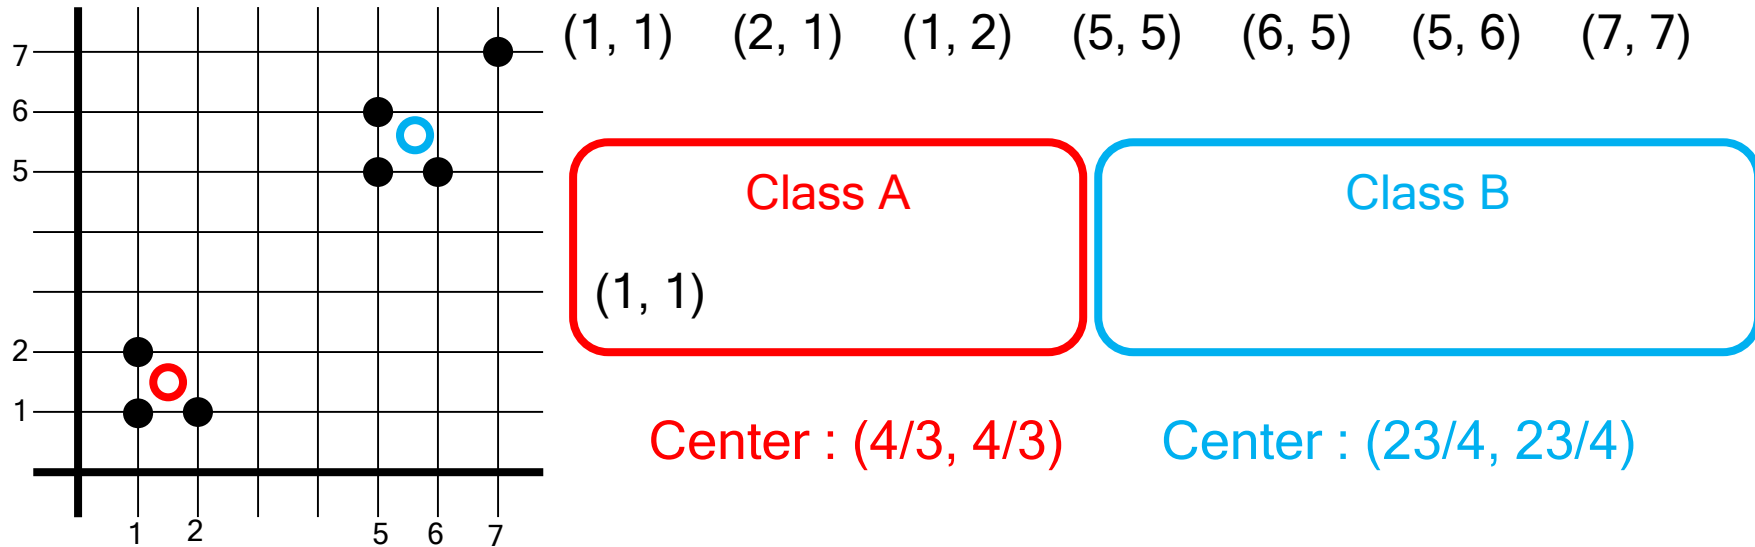 (1, 1) (2, 1) (1, 2) (5, 5) (6, 5) (5, 6) (7, 7)
7
6
5
2
1
1 2 5 6 7
Class A
(1, 1)
Class B
Center : (4/3, 4/3)
Center : (23/4, 23/4)